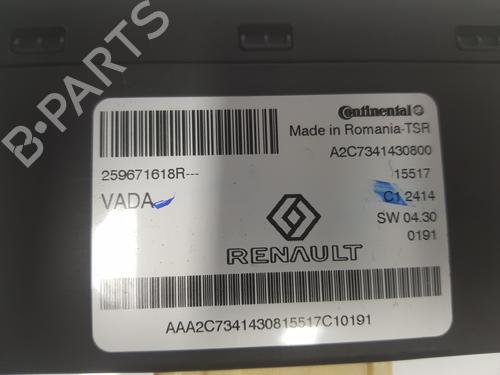 B-PARTS
Continental
Made in Romania-TSR
A2C7341430800
259671618R---
15517
VADA
C1 2414
SW 04.30
0191
RENAULT
AAA2C7341430815517C10191